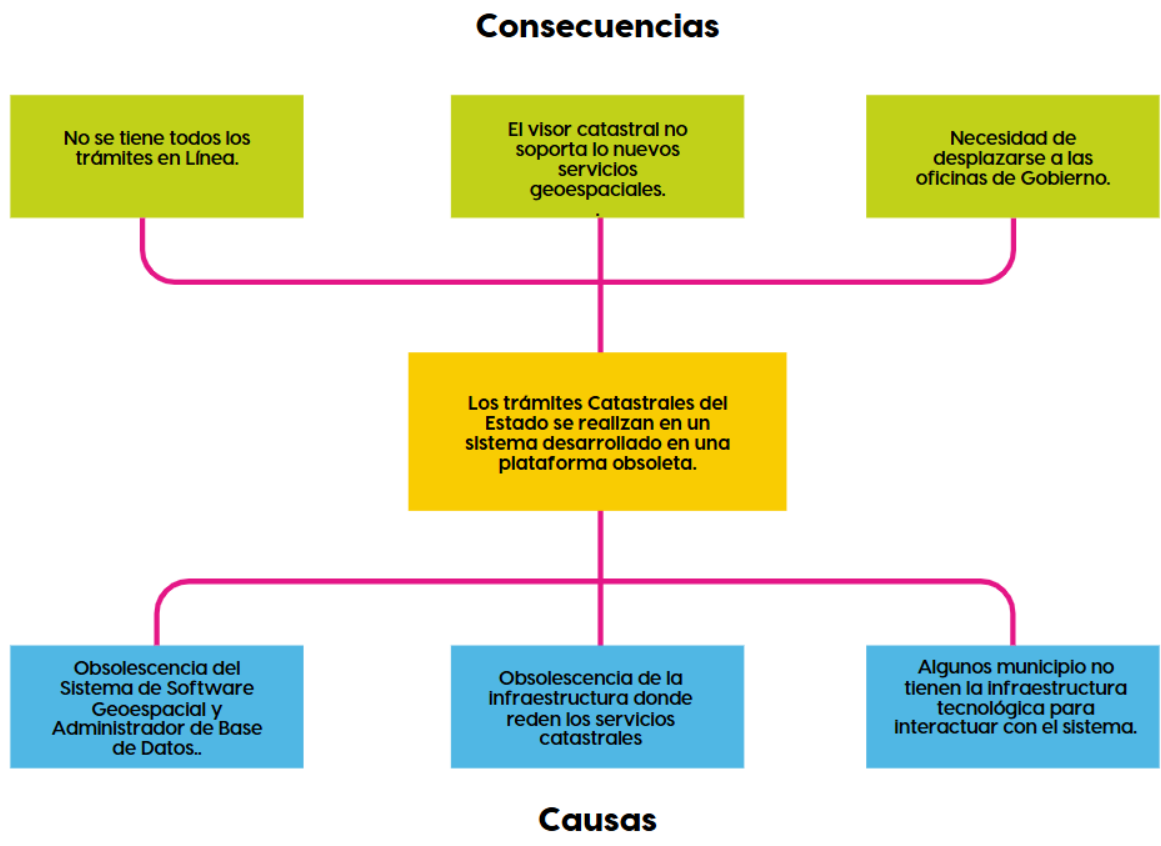 Consecuencias
No se tiene todos los
trámites en Línea.
El visor catastral no
soporta lo nuevos
servicios
geoespaciales.
.
Necesidad de
desplazarse a las
oficinas de Gobierno.
Los trámites Catastrales del
Estado se realizan en un
sistema desarrollado en una
plataforma obsoleta.
Obsolescencia del
Sistema de Software
Geoespacial y
Administrador de Base
de Datos..
Obsolescencia de la
infraestructura donde
reden los servicios
catastrales
Algunos municipio no
tienen la infraestructura
tecnológica para
interactuar con el sistema.
Causas